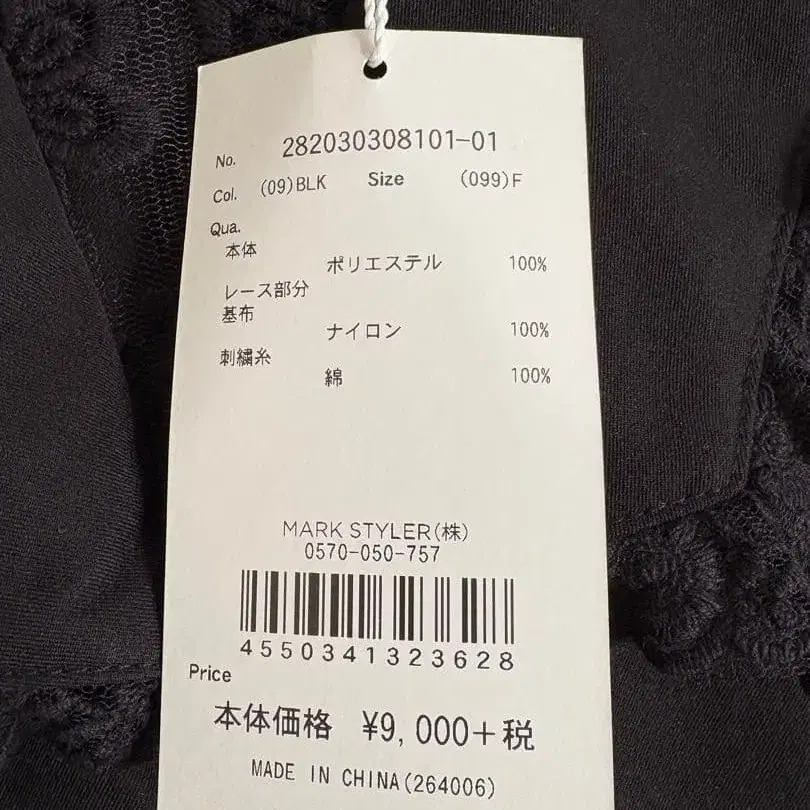 No. 282030308101-01
Col. (09)BLK Size (099)F
Qua.
本体
ポリエステル 100%
レース部分
基布
ナイロン 100%
刺繍糸
綿 100%
MARK STYLER(株)
0570-050-757
4550341323628
Price
本体価格 ¥9,000+税
MADE IN CHINA(264006)